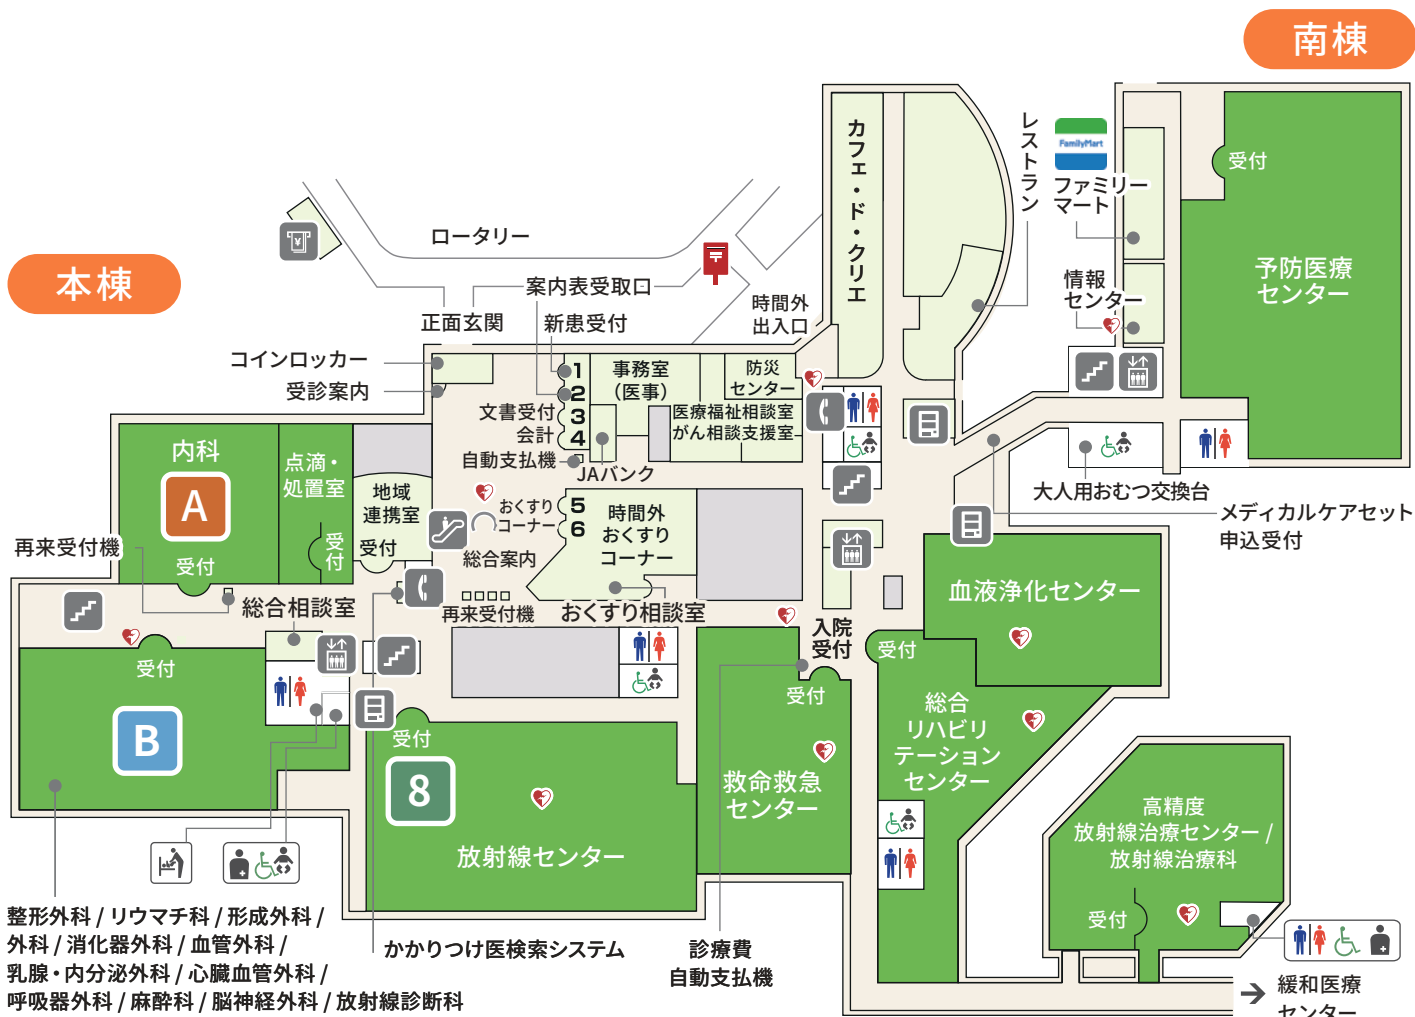 南棟
本棟
レストラン
FamilyMart
ファミリー
マート
受付
予防医療
センター
情報
センター
カフェ・ド・クリエ
ロータリー
案内表受取口
正面玄関
新患受付
時間外
出入口
コインロッカー
受診案内
1
2
3
4
事務室
(医事)
防災
センター
文書受付
会計
自動支払機
医療福祉相談室
がん相談支援室
JAバンク
内科
A
受付
点滴・
処置室
受付
地域
連携室
受付
おくすり
コーナー
5
6
時間外
おくすり
コーナー
総合案内
再来受付機
総合相談室
再来受付機
おくすり相談室
大人用おむつ交換台
メディカルケアセット
申込受付
血液浄化センター
入院
受付
受付
総合
リハビリ
テーション
センター
受付
B
受付
8
放射線センター
受付
救命救急
センター
高精度
放射線治療センター /
放射線治療科
受付
整形外科 / リウマチ科 / 形成外科 /
外科 / 消化器外科 / 血管外科 /
乳腺・内分泌外科 / 心臓血管外科 /
呼吸器外科 / 麻酔科 / 脳神経外科 / 放射線診断科
かかりつけ医検索システム
診療費
自動支払機
→ 緩和医療
センター